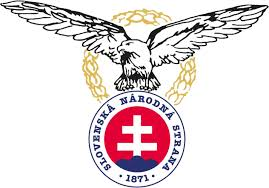 SLOVENSKÁ NÁRODNÁ STRANA
· 1871 ·